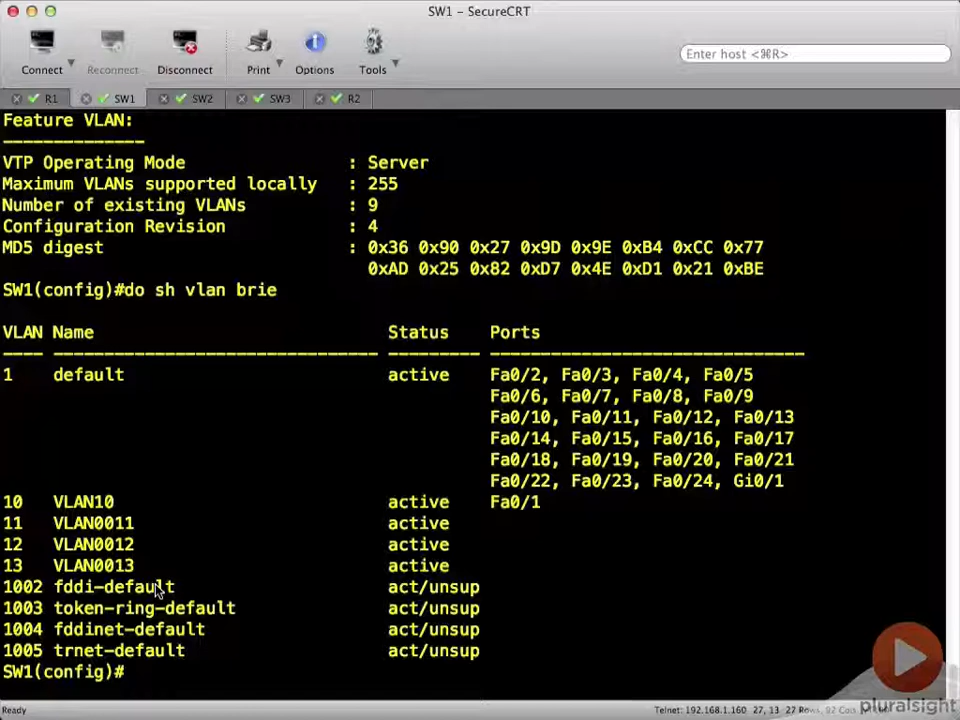 SW1 - SecureCRT
Connect
Reconnect
Disconnect
Print
Options
Tools
Enter host <⌘R>
R1
SW1
SW2
SW3
R2
Feature VLAN:
--------------
VTP Operating Mode : Server
Maximum VLANs supported locally : 255
Number of existing VLANs : 9
Configuration Revision : 4
MD5 digest : 0x36 0x90 0x27 0x9D 0x9E 0xB4 0xCC 0x77
0xAD 0x25 0x82 0xD7 0x4E 0xD1 0x21 0xBE
SW1(config)#do sh vlan brie
VLAN Name Status Ports
---- -------------------------------- --------- -------------------------------
1 default active Fa0/2, Fa0/3, Fa0/4, Fa0/5
Fa0/6, Fa0/7, Fa0/8, Fa0/9
Fa0/10, Fa0/11, Fa0/12, Fa0/13
Fa0/14, Fa0/15, Fa0/16, Fa0/17
Fa0/18, Fa0/19, Fa0/20, Fa0/21
Fa0/22, Fa0/23, Fa0/24, Gi0/1
10 VLAN10 active Fa0/1
11 VLAN0011 active
12 VLAN0012 active
13 VLAN0013 active
1002 fddi-default act/unsup
1003 token-ring-default act/unsup
1004 fddinet-default act/unsup
1005 trnet-default act/unsup
SW1(config)#
Ready
Telnet: 192.168.1.160 27, 13 27 Rows, 92
pluralsight